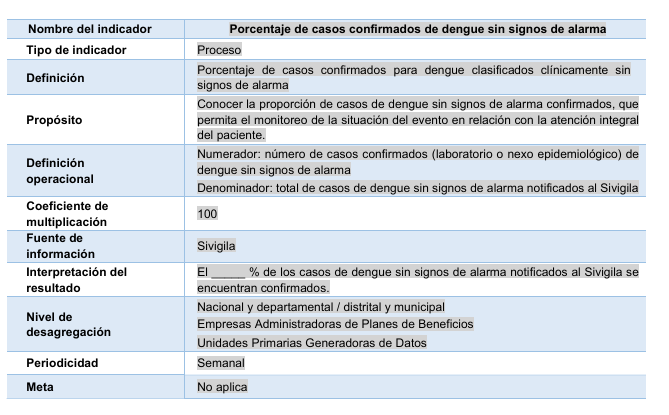 Nombre del indicador
Porcentaje de casos confirmados de dengue sin signos de alarma
Tipo de indicador
Proceso
Definición
Porcentaje de casos confirmados para dengue clasificados clínicamente sin
signos de alarma
Propósito
Conocer la proporción de casos de dengue sin signos de alarma confirmados, que
permita el monitoreo de la situación del evento en relación con la atención integral
del paciente.
Definición
operacional
Numerador: número de casos confirmados (laboratorio o nexo epidemiológico) de
dengue sin signos de alarma
Denominador: total de casos de dengue sin signos de alarma notificados al Sivigila
Coeficiente de
multiplicación
100
Fuente de
información
Sivigila
Interpretación del
resultado
El _____ % de los casos de dengue sin signos de alarma notificados al Sivigila se
encuentran confirmados.
Nivel de
desagregación
Nacional y departamental / distrital y municipal
Empresas Administradoras de Planes de Beneficios
Unidades Primarias Generadoras de Datos
Periodicidad
Semanal
Meta
No aplica